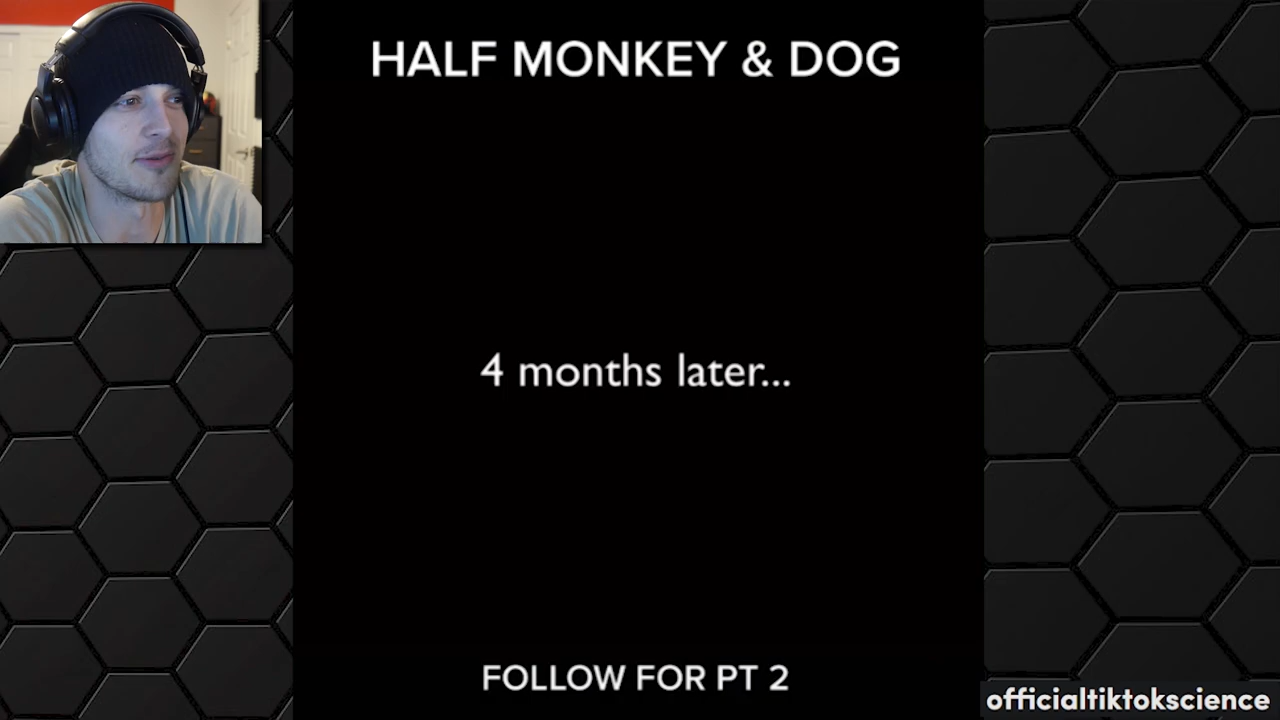 HALF MONKEY & DOG
4 months later...
FOLLOW FOR PT 2
officialtiktokscience